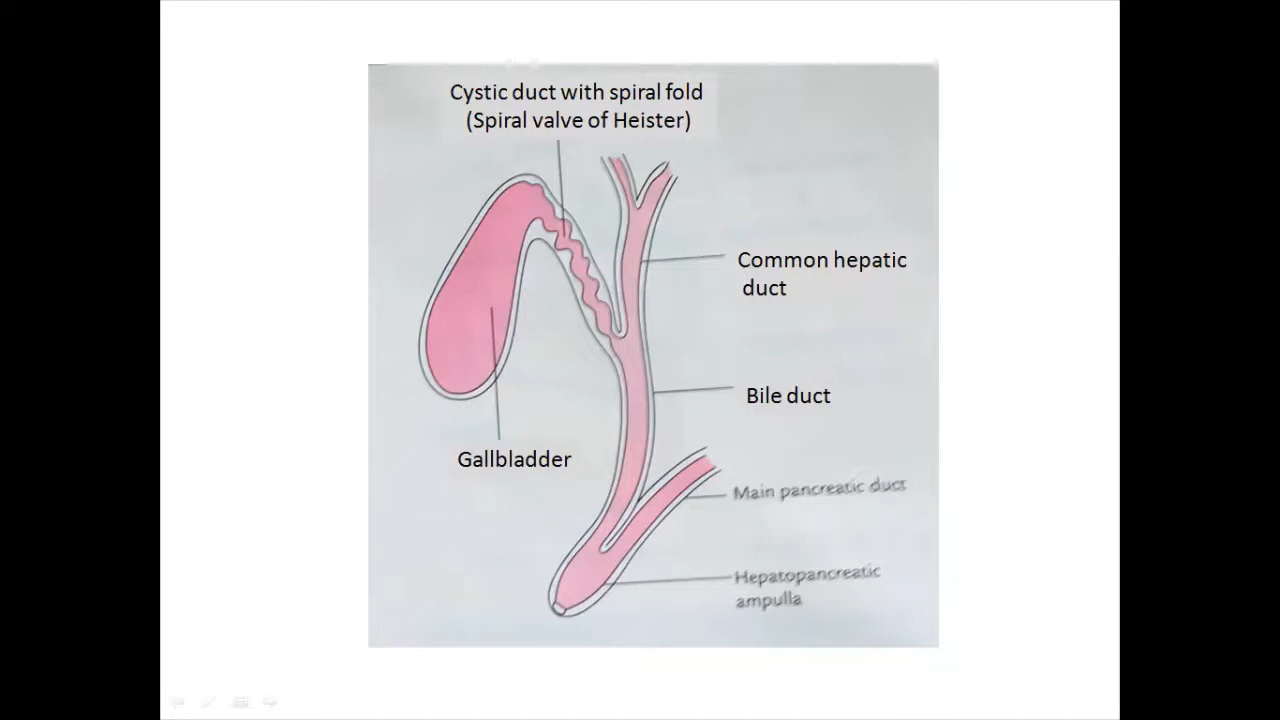 Cystic duct with spiral fold
(Spiral valve of Heister)
Common hepatic
duct
Bile duct
Gallbladder
Main pancreatic duct
Hepatopancreatic
ampulla